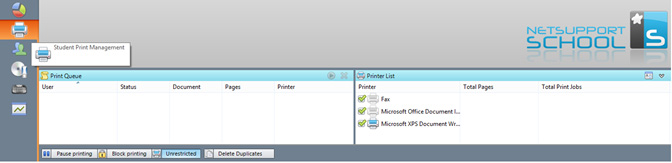 NETSUPPORT
SCHOOL
S
Student Print Management
Print Queue
User Status Document Pages Printer
Printer List
Printer Total Pages Total Print Jobs
Fax
Microsoft Office Document I...
Microsoft XPS Document Wr...
Pause printing Block printing Unrestricted Delete Duplicates